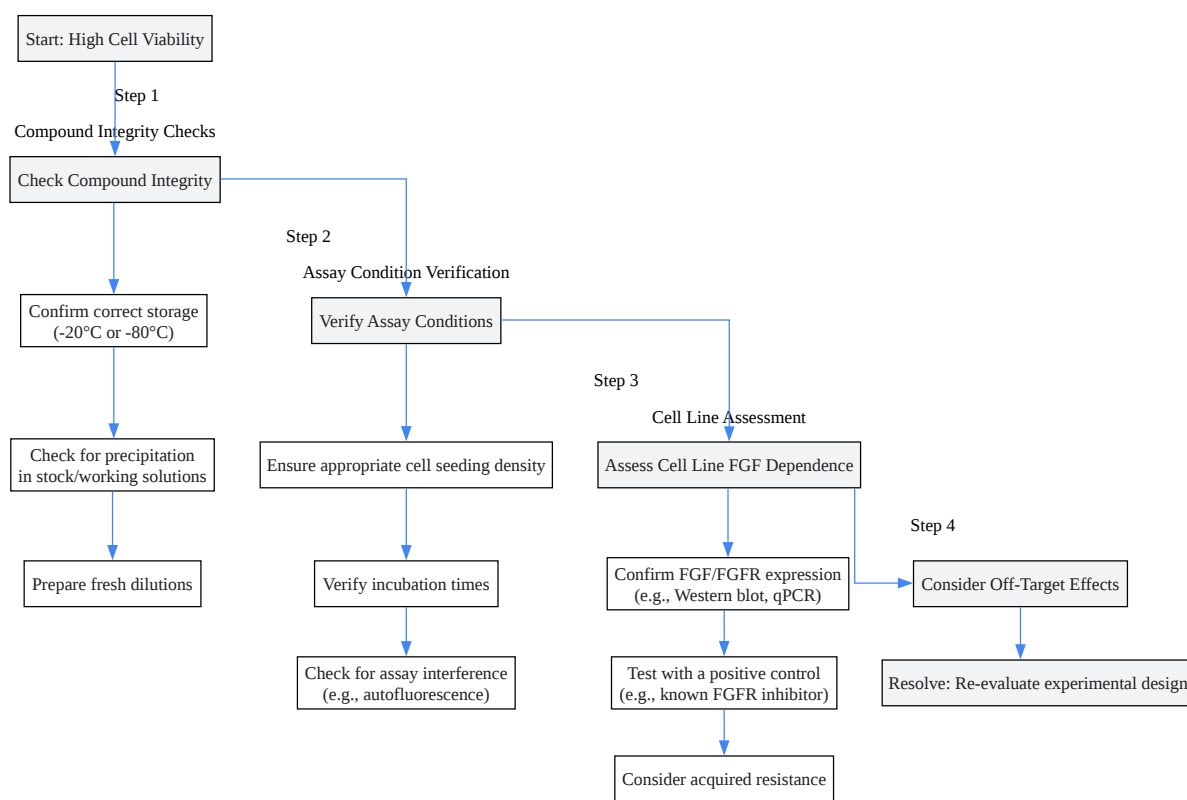 Start: High Cell Viability
Step 1
Compound Integrity Checks
Check Compound Integrity
Step 2
Assay Condition Verification
Confirm correct storage
(-20°C or -80°C)
Verify Assay Conditions
Step 3
Cell Line Assessment
Check for precipitation
in stock/working solutions
Ensure appropriate cell seeding density
Assess Cell Line FGF Dependence
Step 4
Prepare fresh dilutions
Verify incubation times
Confirm FGF/FGFR expression
(e.g., Western blot, qPCR)
Consider Off-Target Effects
Check for assay interference
(e.g., autofluorescence)
Test with a positive control
(e.g., known FGFR inhibitor)
Resolve: Re-evaluate experimental design
Consider acquired resistance